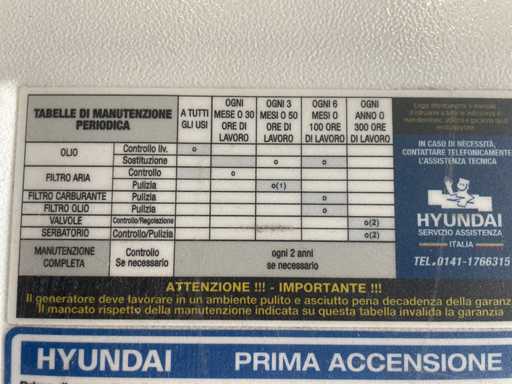 TABELLE DI MANUTENZIONE PERIODICA
A TUTTI GLI USI
OGNI MESE O 30 ORE DI LAVORO
OGNI 3 MESI O 50 ORE DI LAVORO
OGNI 6 MESI O 100 ORE DI LAVORO
OGNI ANNO O 300 ORE DI LAVORO
OLIO Controllo liv. o
Sostituzione o o
FILTRO ARIA Controllo o
Pulizia o(1)
FILTRO CARBURANTE Pulizia o
FILTRO OLIO Pulizia o
VALVOLE Controllo/Regolazione o(2)
SERBATOIO Controllo/Pulizia o(2)
MANUTENZIONE COMPLETA Controllo Se necessario ogni 2 anni se necessario
IN CASO DI NECESSITÀ,
CONTATTARE TELEFONICAMENTE
L'ASSISTENZA TECNICA
HYUNDAI
SERVIZIO ASSISTENZA
ITALIA
TEL.0141-1766315
ATTENZIONE !!! - IMPORTANTE !!!
Il generatore deve lavorare in un ambiente pulito e asciutto pena decadenza della garanz
Il mancato rispetto della manutenzione indicata su questa tabella invalida la garanzia
HYUNDAI PRIMA ACCENSIONE